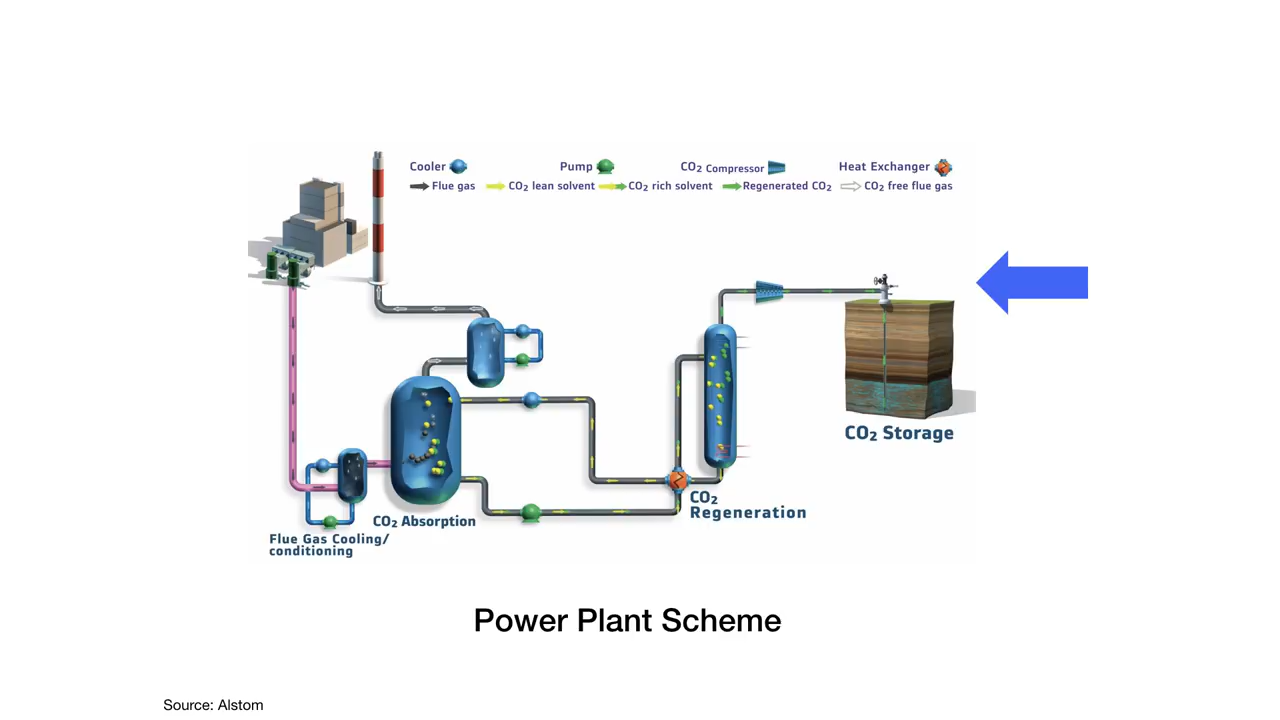 Cooler Pump CO₂ Compressor Heat Exchanger
Flue gas CO₂ lean solvent CO₂ rich solvent Regenerated CO₂ CO₂ free flue gas
CO₂ Storage
CO₂
Regeneration
CO₂ Absorption
Flue Gas Cooling/
conditioning
Power Plant Scheme
Source: Alstom